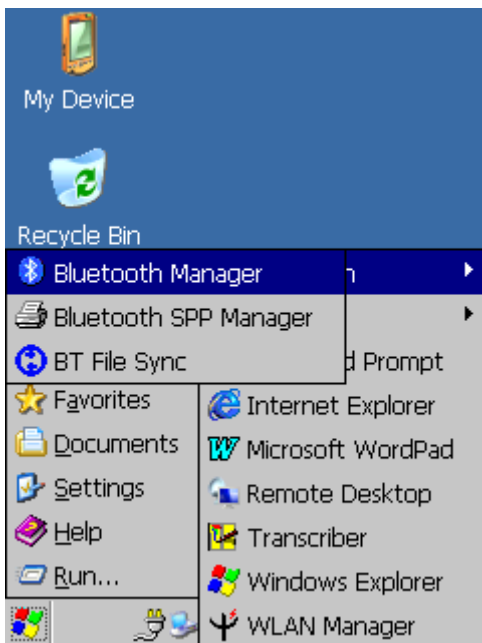 My Device
Recycle Bin
Bluetooth Manager
Bluetooth SPP Manager
BT File Sync
n
d Prompt
Favorites
Documents
Settings
Help
Run...
Internet Explorer
Microsoft WordPad
Remote Desktop
Transcriber
Windows Explorer
WLAN Manager